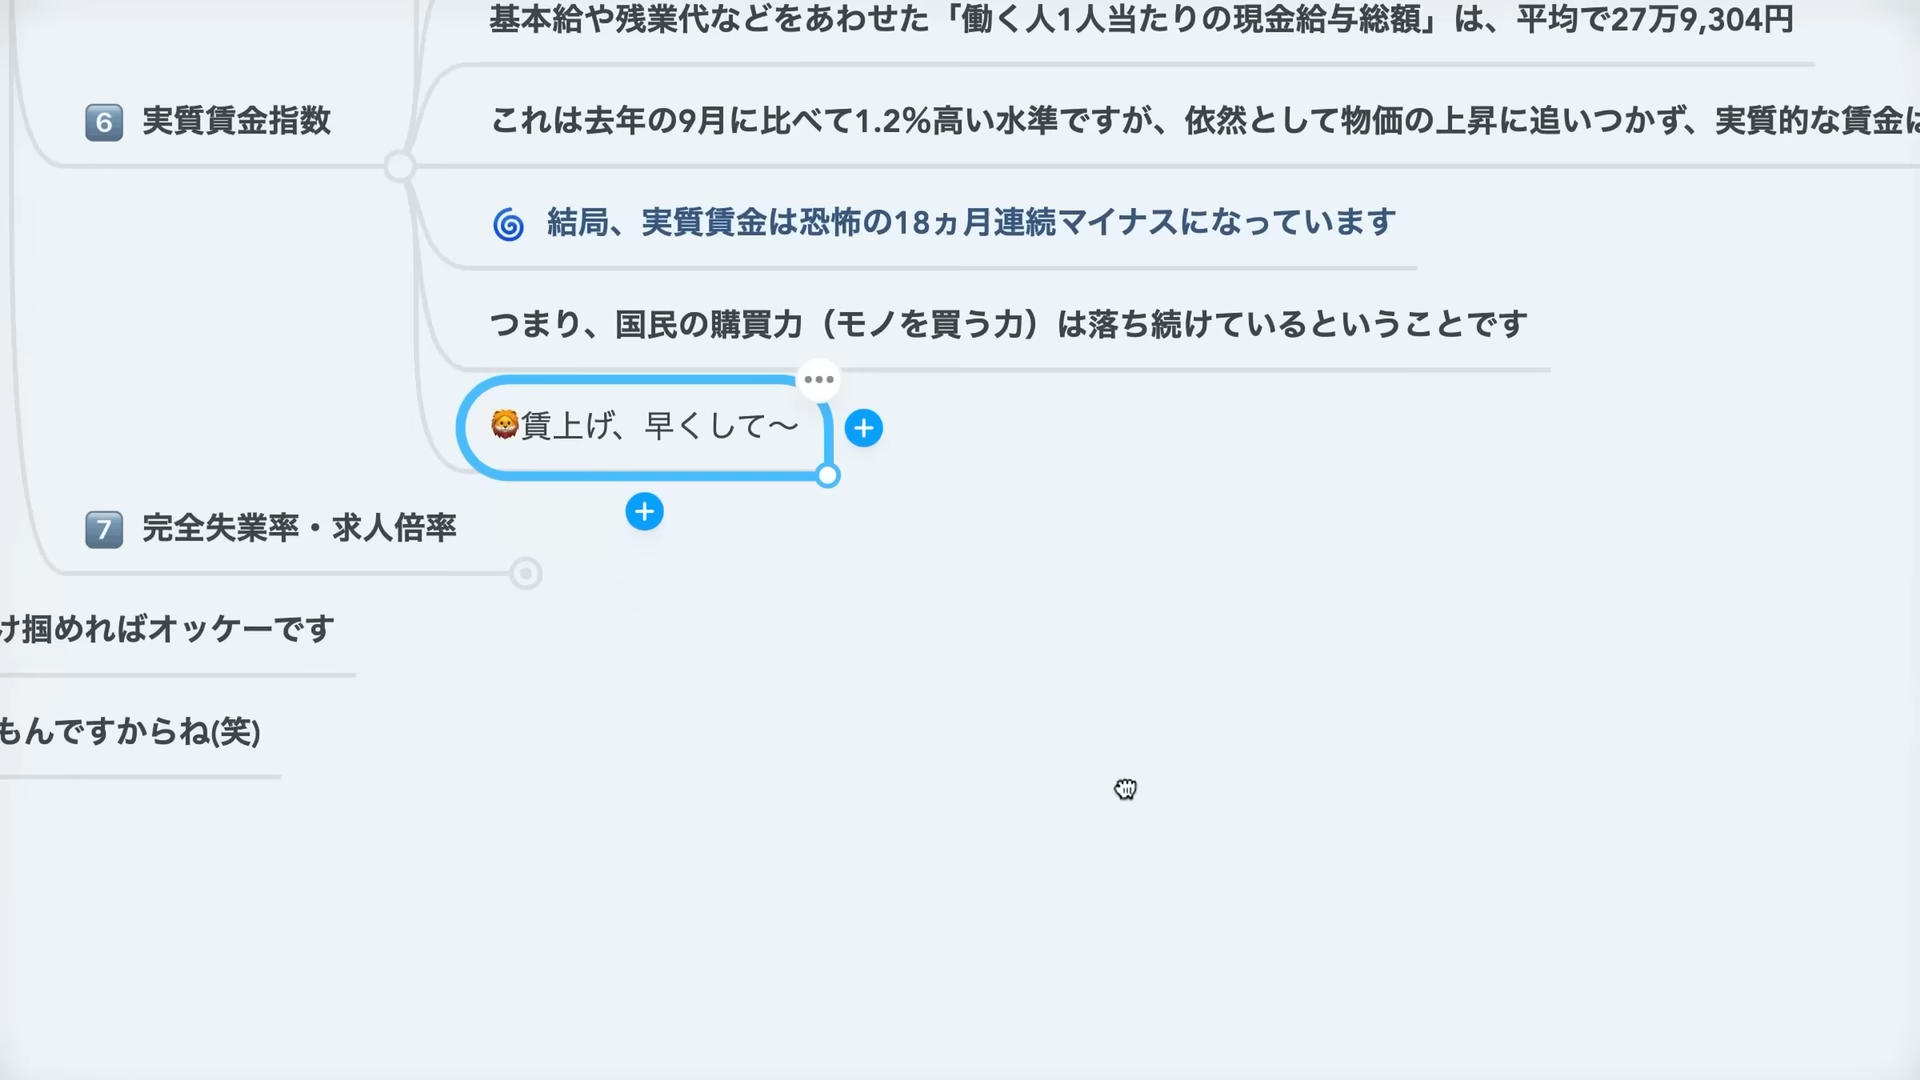 基本給や残業代などをあわせた「働く人1人当たりの現金給与総額」は、平均で27万9,304円
6 実質賃金指数
これは去年の9月に比べて1.2%高い水準ですが、依然として物価の上昇に追いつかず、実質的な賃金は
🌀 結局、実質賃金は恐怖の18ヵ月連続マイナスになっています
つまり、国民の購買力（モノを買う力）は落ち続けているということです
🦁賃上げ、早くして〜
7 完全失業率・求人倍率
け掴めればオッケーです
もんですからね(笑)